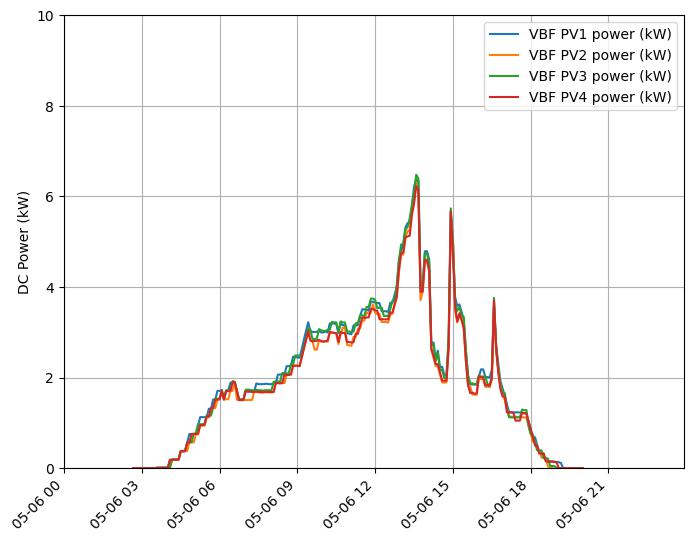 10
8
6
4
2
0
DC Power (kW)
VBF PV1 power (kW)
VBF PV2 power (kW)
VBF PV3 power (kW)
VBF PV4 power (kW)
05-06 00
05-06 03
05-06 06
05-06 09
05-06 12
05-06 15
05-06 18
05-06 21